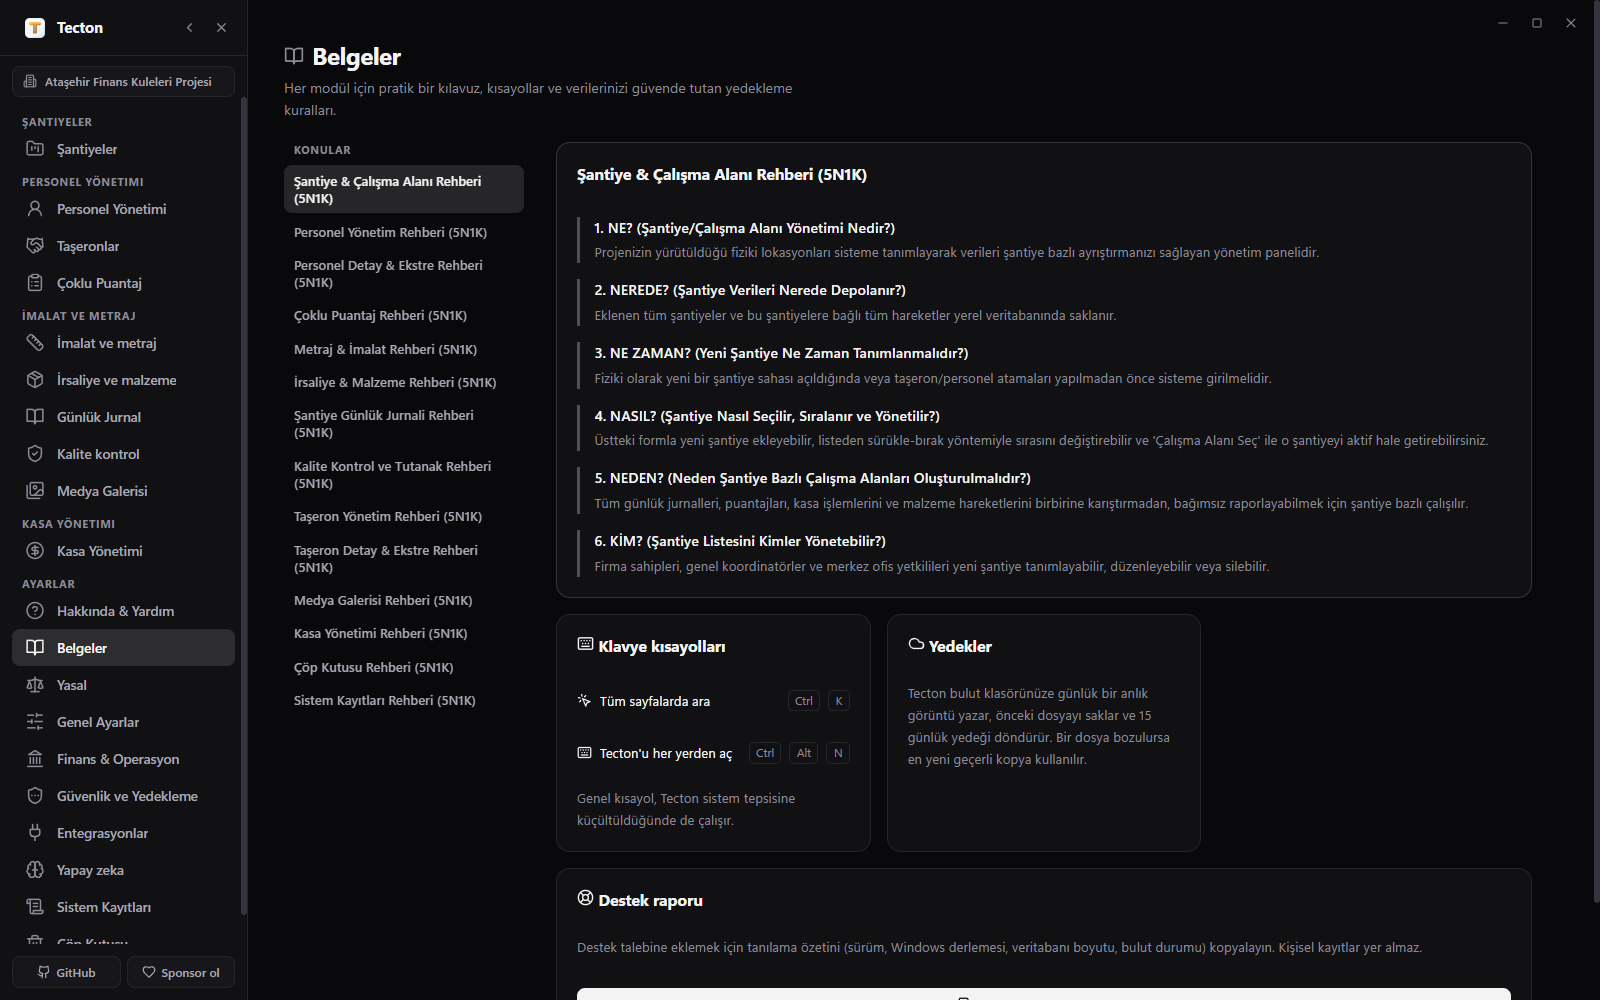 Tecton
Ataşehir Finans Kuleleri Projesi
ŞANTIYELER
Şantiyeler
PERSONEL YÖNETIMI
Personel Yönetimi
Taşeronlar
Çoklu Puantaj
İMALAT VE METRAJ
İmalat ve metraj
İrsaliye ve malzeme
Günlük Jurnal
Kalite kontrol
Medya Galerisi
KASA YÖNETIMI
Kasa Yönetimi
AYARLAR
Hakkında & Yardım
Belgeler
Yasal
Genel Ayarlar
Finans & Operasyon
Güvenlik ve Yedekleme
Entegrasyonlar
Yapay zeka
Sistem Kayıtları
Çöp Kutusu
GitHub
Sponsor ol
Belgeler
Her modül için pratik bir kılavuz, kısayollar ve verilerinizi güvende tutan yedekleme
kuralları.
KONULAR
Şantiye & Çalışma Alanı Rehberi
(5N1K)
Personel Yönetim Rehberi (5N1K)
Personel Detay & Ekstre Rehberi
(5N1K)
Çoklu Puantaj Rehberi (5N1K)
Metraj & İmalat Rehberi (5N1K)
İrsaliye & Malzeme Rehberi (5N1K)
Şantiye Günlük Jurnali Rehberi
(5N1K)
Kalite Kontrol ve Tutanak Rehberi
(5N1K)
Taşeron Yönetim Rehberi (5N1K)
Taşeron Detay & Ekstre Rehberi
(5N1K)
Medya Galerisi Rehberi (5N1K)
Kasa Yönetimi Rehberi (5N1K)
Çöp Kutusu Rehberi (5N1K)
Sistem Kayıtları Rehberi (5N1K)
Şantiye & Çalışma Alanı Rehberi (5N1K)
1. NE? (Şantiye/Çalışma Alanı Yönetimi Nedir?)
Projenizin yürütüldüğü fiziki lokasyonları sisteme tanımlayarak verileri şantiye bazlı ayrıştırmanızı sağlayan yönetim panelidir.
2. NEREDE? (Şantiye Verileri Nerede Depolanır?)
Eklenen tüm şantiyeler ve bu şantiyelere bağlı tüm hareketler yerel veritabanında saklanır.
3. NE ZAMAN? (Yeni Şantiye Ne Zaman Tanımlanmalıdır?)
Fiziki olarak yeni bir şantiye sahası açıldığında veya taşeron/personel atamaları yapılmadan önce sisteme girilmelidir.
4. NASIL? (Şantiye Nasıl Seçilir, Sıralanır ve Yönetilir?)
Üstteki formla yeni şantiye ekleyebilir, listeden sürükle-bırak yöntemiyle sırasını değiştirebilir ve 'Çalışma Alanı Seç' ile o şantiyeyi aktif hale getirebilirsiniz.
5. NEDEN? (Neden Şantiye Bazlı Çalışma Alanları Oluşturulmalıdır?)
Tüm günlük jurnalleri, puantajları, kasa işlemlerini ve malzeme hareketlerini birbirine karıştırmadan, bağımsız raporlayabilmek için şantiye bazlı çalışılır.
6. KİM? (Şantiye Listesini Kimler Yönetebilir?)
Firma sahipleri, genel koordinatörler ve merkez ofis yetkilileri yeni şantiye tanımlayabilir, düzenleyebilir veya silebilir.
Klavye kısayolları
Tüm sayfalarda ara Ctrl K
Tecton'u her yerden aç Ctrl Alt N
Genel kısayol, Tecton sistem tepsisine
küçültüldüğünde de çalışır.
Yedekler
Tecton bulut klasörünüze günlük bir anlık
görüntü yazar, önceki dosyayı saklar ve 15
günlük yedeği döndürür. Bir dosya bozulursa
en yeni geçerli kopya kullanılır.
Destek raporu
Destek talebine eklemek için tanılama özetini (sürüm, Windows derlemesi, veritabanı boyutu, bulut durumu) kopyalayın. Kişisel kayıtlar yer almaz.